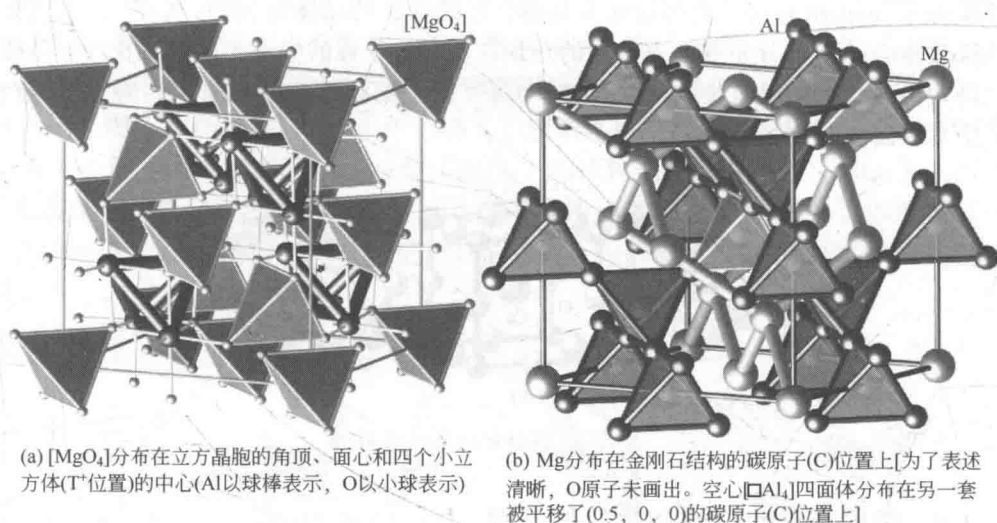 [MgO₄]
Al
Mg
(a) [MgO₄]分布在立方晶胞的角顶、面心和四个小立
方体(T⁺位置)的中心(Al以球棒表示，O以小球表示)
(b) Mg分布在金刚石结构的碳原子(C)位置上[为了表述
清晰，O原子未画出。空心[□Al₄]四面体分布在另一套
被平移了(0.5，0，0)的碳原子(C)位置上]